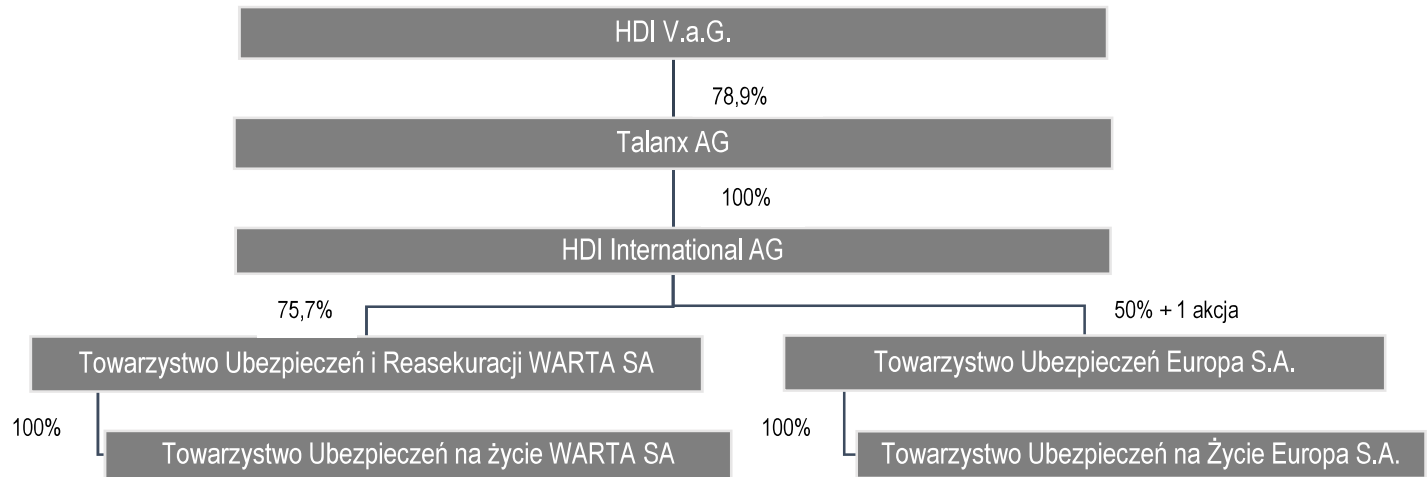 HDI V.a.G.
78,9%
Talanx AG
100%
HDI International AG
75,7%
50% + 1 akcja
Towarzystwo Ubezpieczeń i Reasekuracji WARTA SA
Towarzystwo Ubezpieczeń Europa S.A.
100%
Towarzystwo Ubezpieczeń na życie WARTA SA
100%
Towarzystwo Ubezpieczeń na Życie Europa S.A.